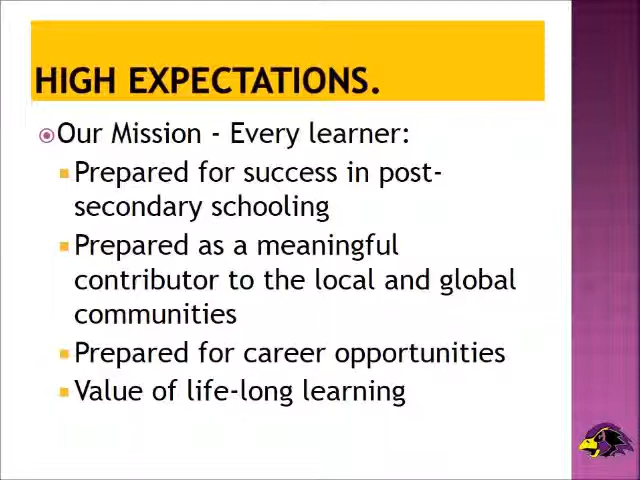 HIGH EXPECTATIONS.
Our Mission - Every learner:
Prepared for success in post-
secondary schooling
Prepared as a meaningful
contributor to the local and global
communities
Prepared for career opportunities
Value of life-long learning